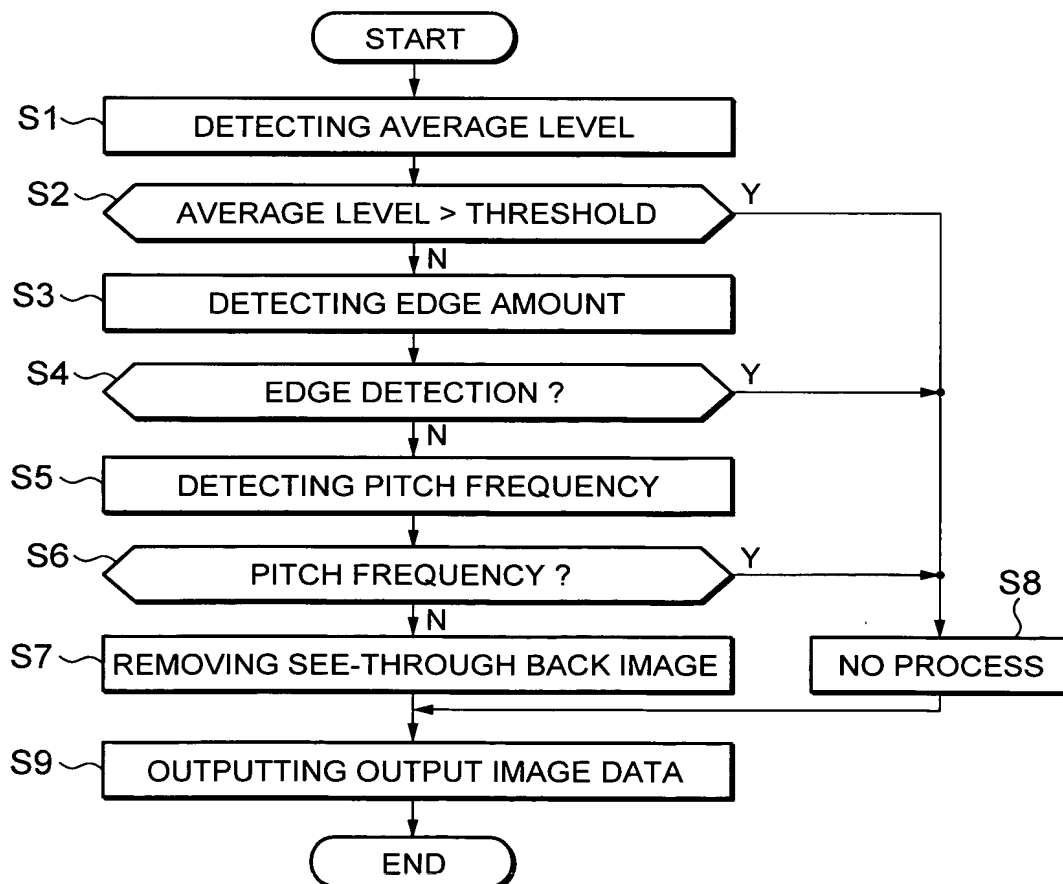 START
S1
DETECTING AVERAGE LEVEL
S2
AVERAGE LEVEL > THRESHOLD
Y
N
S3
DETECTING EDGE AMOUNT
S4
EDGE DETECTION ?
Y
N
S5
DETECTING PITCH FREQUENCY
S6
PITCH FREQUENCY ?
Y
N
S7
REMOVING SEE-THROUGH BACK IMAGE
S8
NO PROCESS
S9
OUTPUTTING OUTPUT IMAGE DATA
END